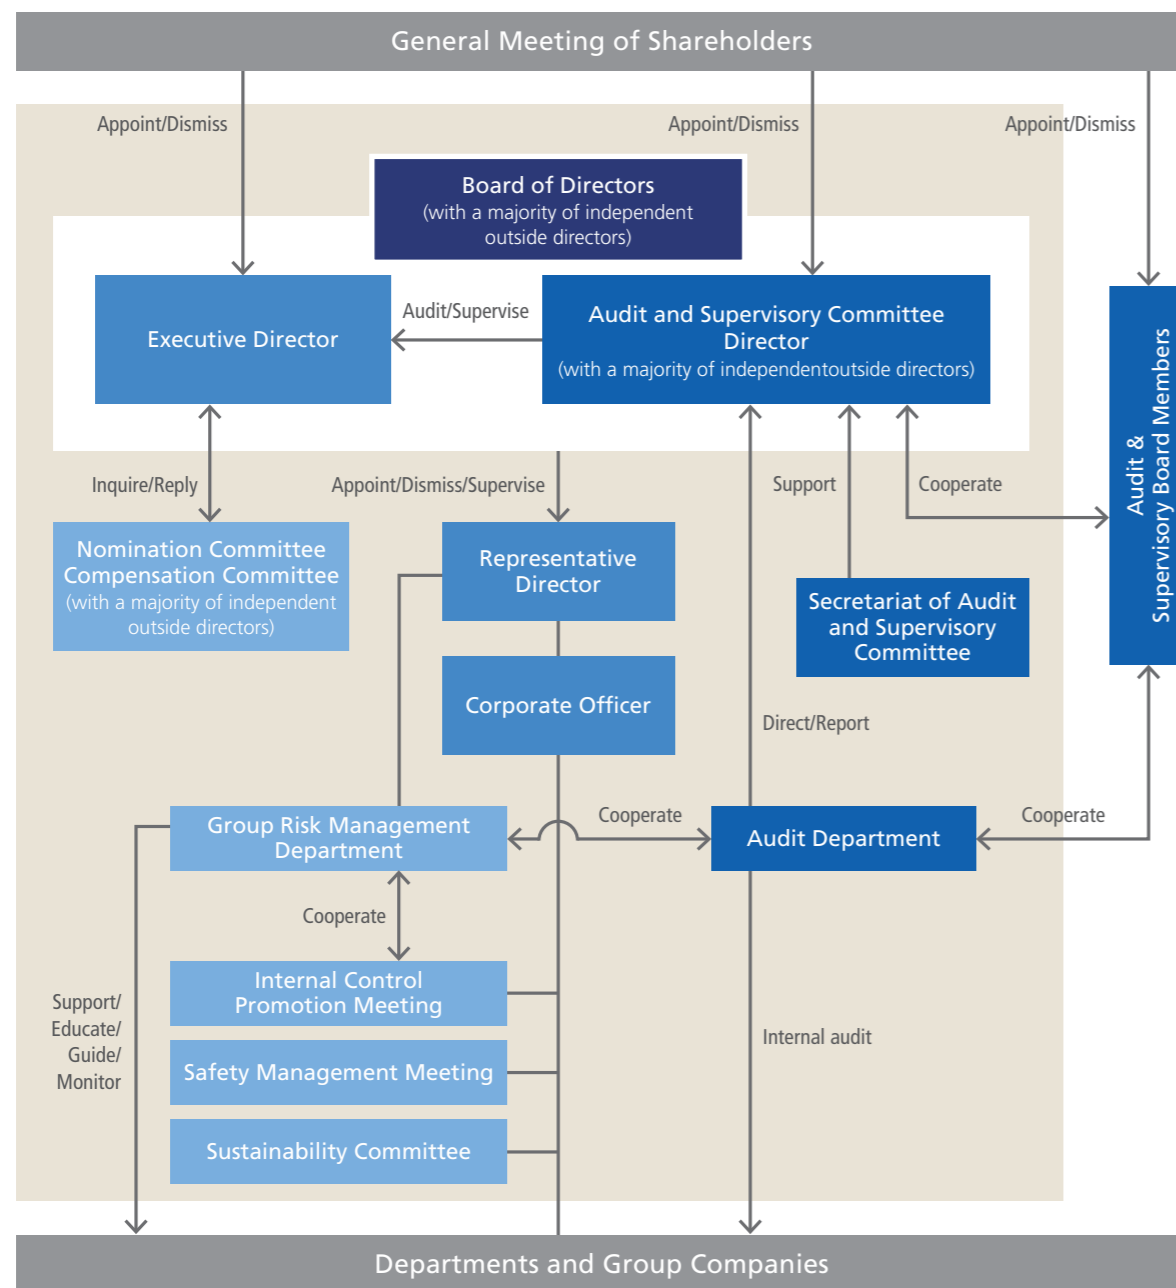 General Meeting of Shareholders
Appoint/Dismiss
Appoint/Dismiss
Appoint/Dismiss
Board of Directors
(with a majority of independent
outside directors)
Executive Director
Audit/Supervise
Audit and Supervisory Committee
Director
(with a majority of independentoutside directors)
Audit &
Supervisory Board Members
Inquire/Reply
Appoint/Dismiss/Supervise
Support
Cooperate
Nomination Committee
Compensation Committee
(with a majority of independent
outside directors)
Representative
Director
Secretariat of Audit
and Supervisory
Committee
Corporate Officer
Direct/Report
Group Risk Management
Department
Cooperate
Audit Department
Cooperate
Cooperate
Internal Control
Promotion Meeting
Support/
Educate/
Guide/
Monitor
Internal audit
Safety Management Meeting
Sustainability Committee
Departments and Group Companies